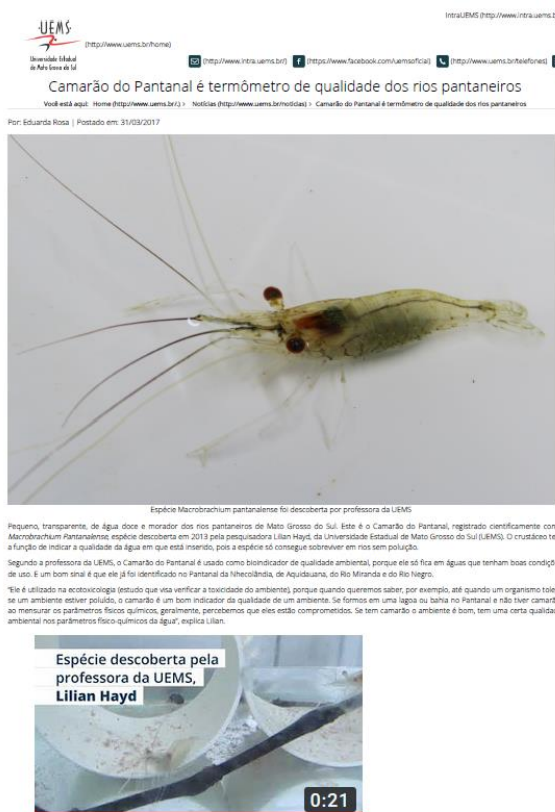 IntraUEMS (http://www.intra.uems.b
UEMS
Universidade Estadual
de Mato Grosso do Sul
(http://www.uems.br/home)
(http://www.intra.uems.br/) (https://www.facebook.com/uemsoficial) (http://www.uems.br/telefones)
Camarão do Pantanal é termômetro de qualidade dos rios pantaneiros
Você está aqui: Home (http://www.uems.br/.) > Notícias (http://www.uems.br/noticias) > Camarão do Pantanal é termômetro de qualidade dos rios pantaneiros
Por: Eduarda Rosa | Postado em: 31/03/2017
Espécie Macrobrachium pantanalense foi descoberta por professora da UEMS
Pequeno, transparente, de água doce e morador dos rios pantaneiros de Mato Grosso do Sul. Este é o Camarão do Pantanal, registrado cientificamente con
Macrobrachium Pantanalense, espécie descoberta em 2013 pela pesquisadora Lilian Hayd, da Universidade Estadual de Mato Grosso do Sul (UEMS). O crustáceo te
a função de indicar a qualidade da água em que está inserido, pois a espécie só consegue sobreviver em rios sem poluição.
Segundo a professora da UEMS, o Camarão do Pantanal é usado como bioindicador de qualidade ambiental, porque ele só fica em águas que tenham boas condiçõ
de uso. E um bom sinal é que ele já foi identificado no Pantanal da Nhecolândia, de Aquidauana, do Rio Miranda e do Rio Negro.
"Ele é utilizado na ecotoxicologia (estudo que visa verificar a toxicidade do ambiente), porque quando queremos saber, por exemplo, até quando um organismo tole
se um ambiente estiver poluído, o camarão é um bom indicador da qualidade de um ambiente. Se formos em uma lagoa ou bahia no Pantanal e não tiver camarã
ao mensurar os parâmetros físicos químicos, geralmente, percebemos que eles estão comprometidos. Se tem camarão o ambiente é bom, tem uma certa qualidad
ambiental nos parâmetros físico-químicos da água", explica Lilian.
Espécie descoberta pela
professora da UEMS,
Lilian Hayd
0:21